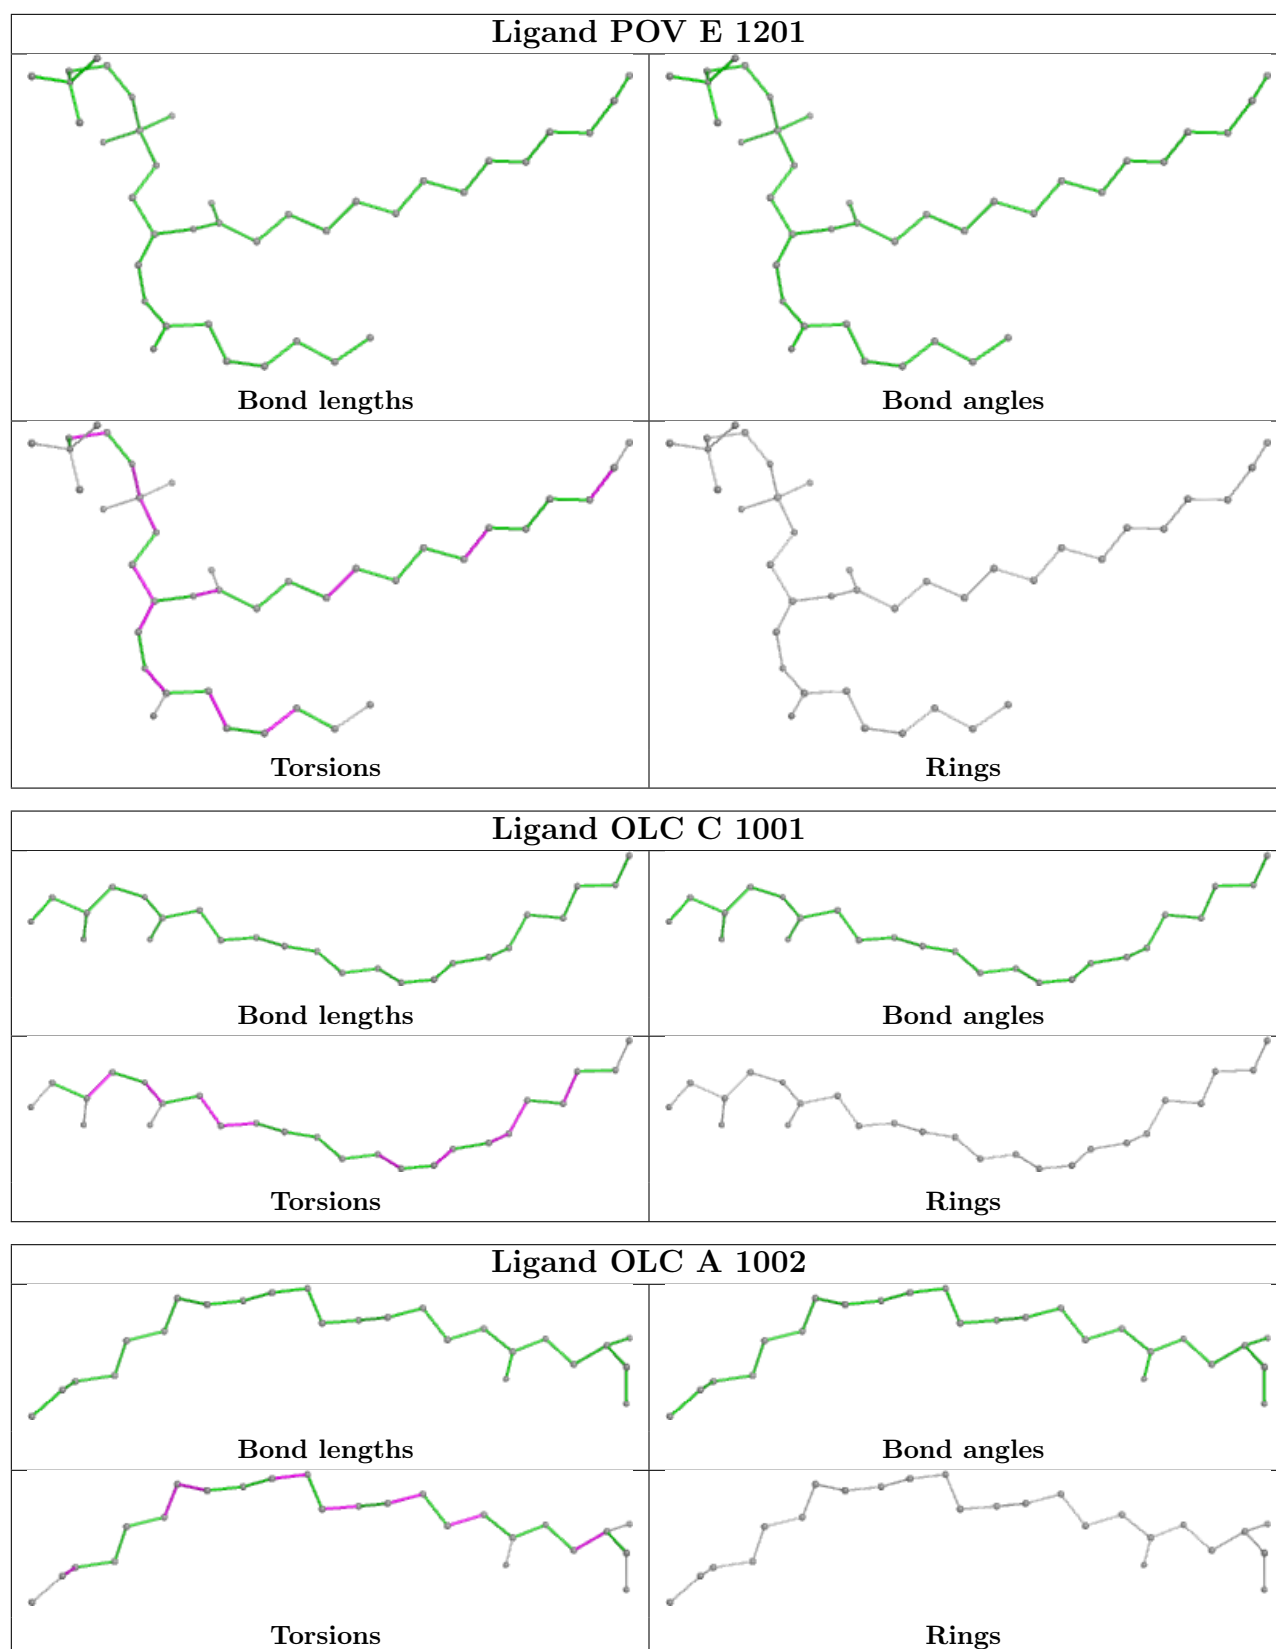 Ligand POV E 1201
Bond lengths
Bond angles
Torsions
Rings
Ligand OLC C 1001
Bond lengths
Bond angles
Torsions
Rings
Ligand OLC A 1002
Bond lengths
Bond angles
Torsions
Rings